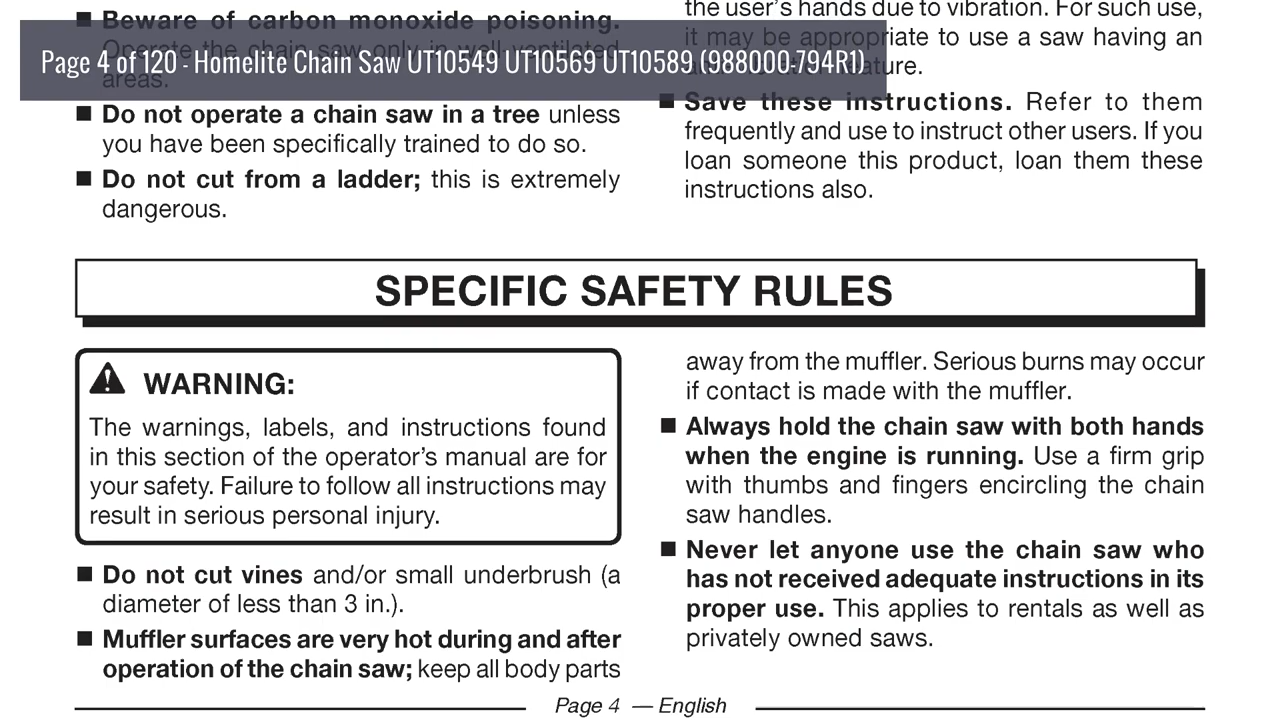 ■ Beware of carbon monoxide poisoning.
Operate the chain saw only in well ventilated
areas.
■ Do not operate a chain saw in a tree unless
you have been specifically trained to do so.
■ Do not cut from a ladder; this is extremely
dangerous.
the user's hands due to vibration. For such use,
it may be appropriate to use a saw having an
feature.
■ Save these instructions. Refer to them
frequently and use to instruct other users. If you
loan someone this product, loan them these
instructions also.
Page 4 of 120 - Homelite Chain Saw UT10549 UT10569 UT10589 (988000-794R1)
SPECIFIC SAFETY RULES
WARNING:
The warnings, labels, and instructions found
in this section of the operator's manual are for
your safety. Failure to follow all instructions may
result in serious personal injury.
■ Do not cut vines and/or small underbrush (a
diameter of less than 3 in.).
■ Muffler surfaces are very hot during and after
operation of the chain saw; keep all body parts
away from the muffler. Serious burns may occur
if contact is made with the muffler.
■ Always hold the chain saw with both hands
when the engine is running. Use a firm grip
with thumbs and fingers encircling the chain
saw handles.
■ Never let anyone use the chain saw who
has not received adequate instructions in its
proper use. This applies to rentals as well as
privately owned saws.
Page 4 — English